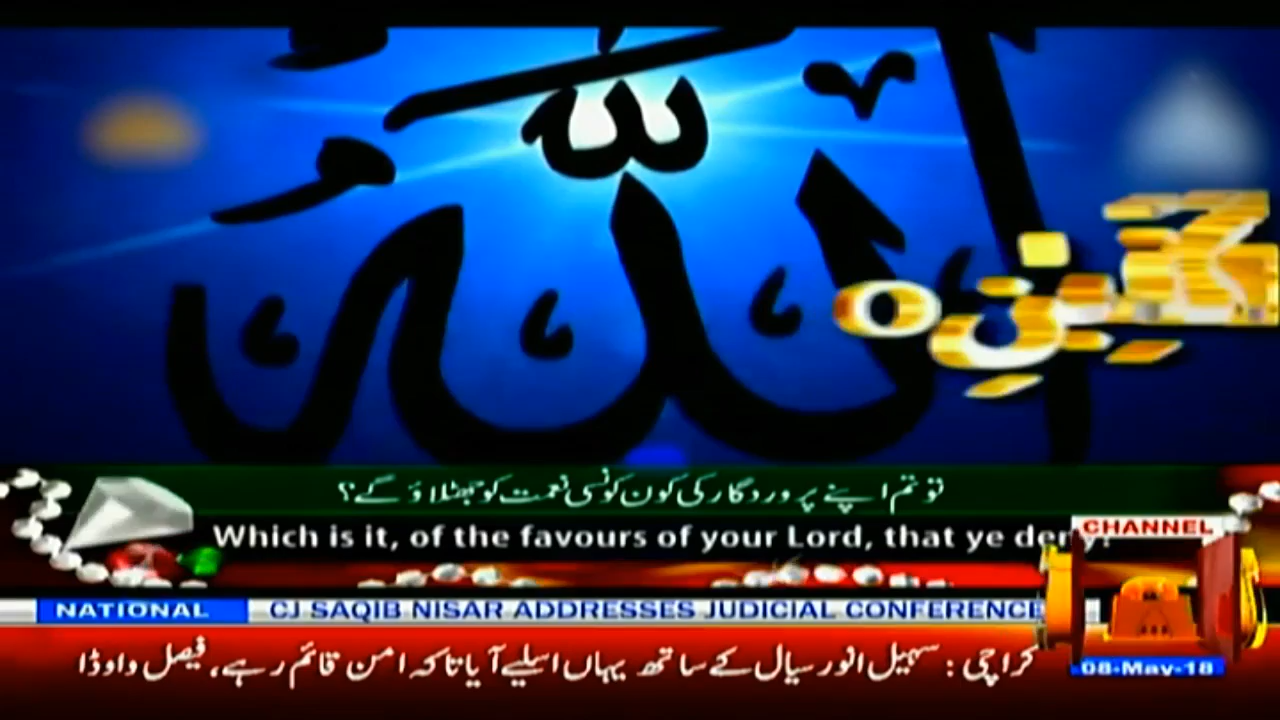 اللهُ
گنجینہ
تو تم اپنے پروردگار کی کون کونسی نعمت کو جھٹلاؤ گے؟
Which is it, of the favours of your Lord, that ye deny?
CHANNEL
NATIONAL
CJ SAQIB NISAR ADDRESSES JUDICIAL CONFERENCE
کراچی : سہیل انور سیال کے ساتھ یہاں اسلیے آیا تاکہ امن قائم رہے، فیصل واوڈا
08-May-18